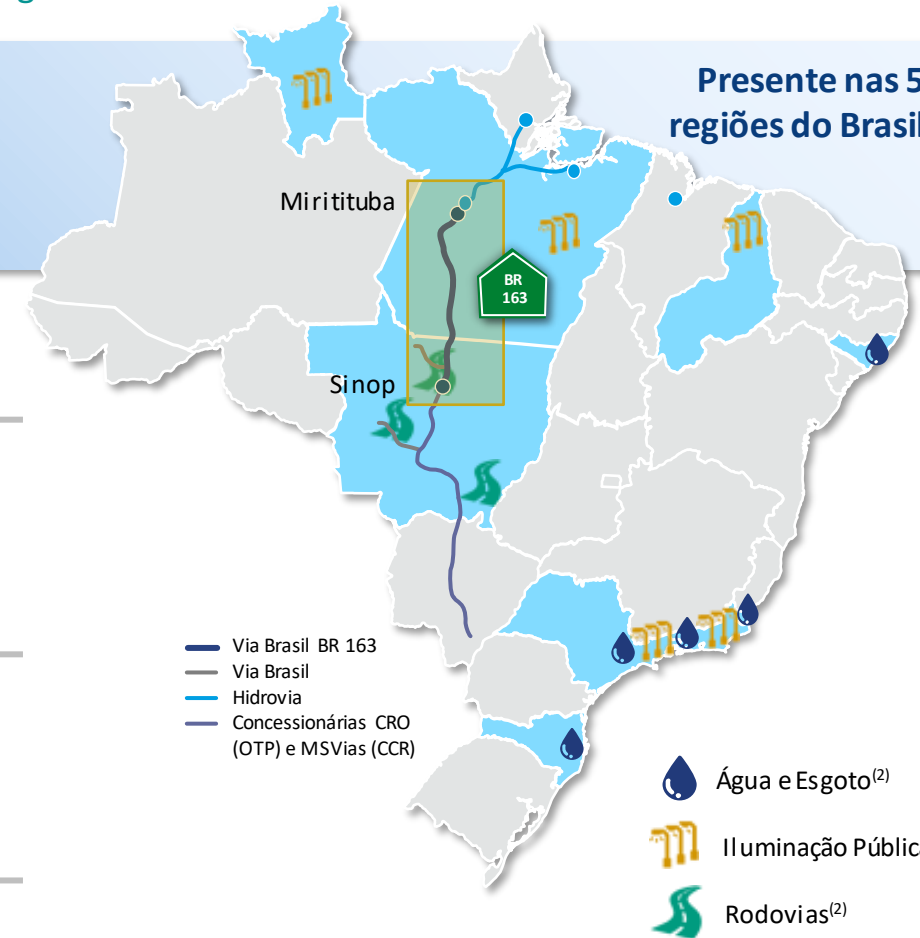 Presente nas 5
regiões do Brasil
Miritituba
BR
163
Sinop
Via Brasil BR 163
Via Brasil
Hidrovia
Concessionárias CRO
(OTP) e MSVias (CCR)
Água e Esgoto(2)
Iluminação Públic
Rodovias(2)